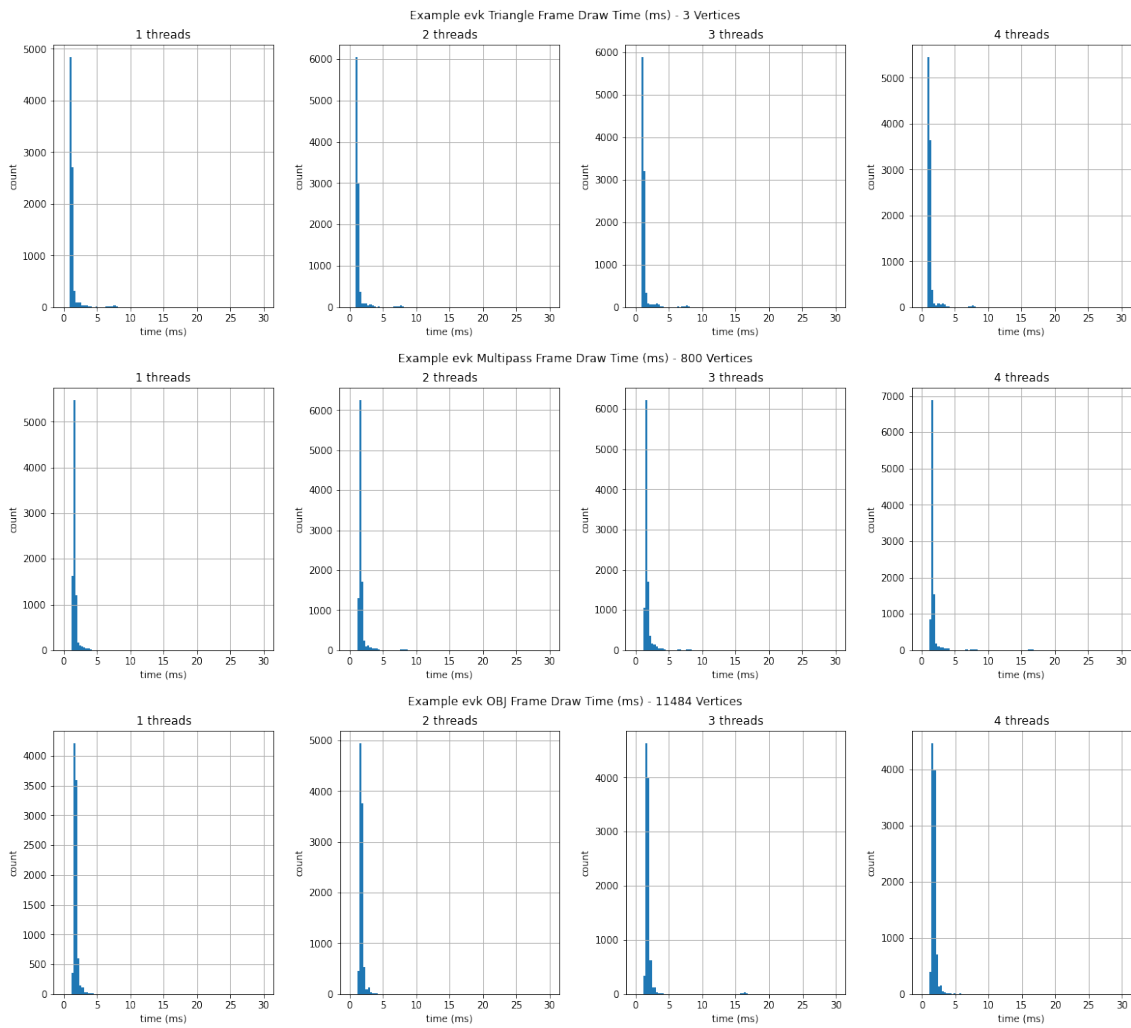 Example evk Triangle Frame Draw Time (ms) - 3 Vertices
1 threads
5000
4000
3000
2000
1000
0
count
0 5 10 15 20 25 30
time (ms)
2 threads
6000
5000
4000
3000
2000
1000
0
count
0 5 10 15 20 25 30
time (ms)
3 threads
6000
5000
4000
3000
2000
1000
0
count
0 5 10 15 20 25 30
time (ms)
4 threads
5000
4000
3000
2000
1000
0
count
0 5 10 15 20 25 30
time (ms)
Example evk Multipass Frame Draw Time (ms) - 800 Vertices
1 threads
5000
4000
3000
2000
1000
0
count
0 5 10 15 20 25 30
time (ms)
2 threads
6000
5000
4000
3000
2000
1000
0
count
0 5 10 15 20 25 30
time (ms)
3 threads
6000
5000
4000
3000
2000
1000
0
count
0 5 10 15 20 25 30
time (ms)
4 threads
7000
6000
5000
4000
3000
2000
1000
0
count
0 5 10 15 20 25 30
time (ms)
Example evk OBJ Frame Draw Time (ms) - 11484 Vertices
1 threads
4000
3500
3000
2500
2000
1500
1000
500
0
count
0 5 10 15 20 25 30
time (ms)
2 threads
5000
4000
3000
2000
1000
0
count
0 5 10 15 20 25 30
time (ms)
3 threads
4000
3000
2000
1000
0
count
0 5 10 15 20 25 30
time (ms)
4 threads
4000
3000
2000
1000
0
count
0 5 10 15 20 25 30
time (ms)